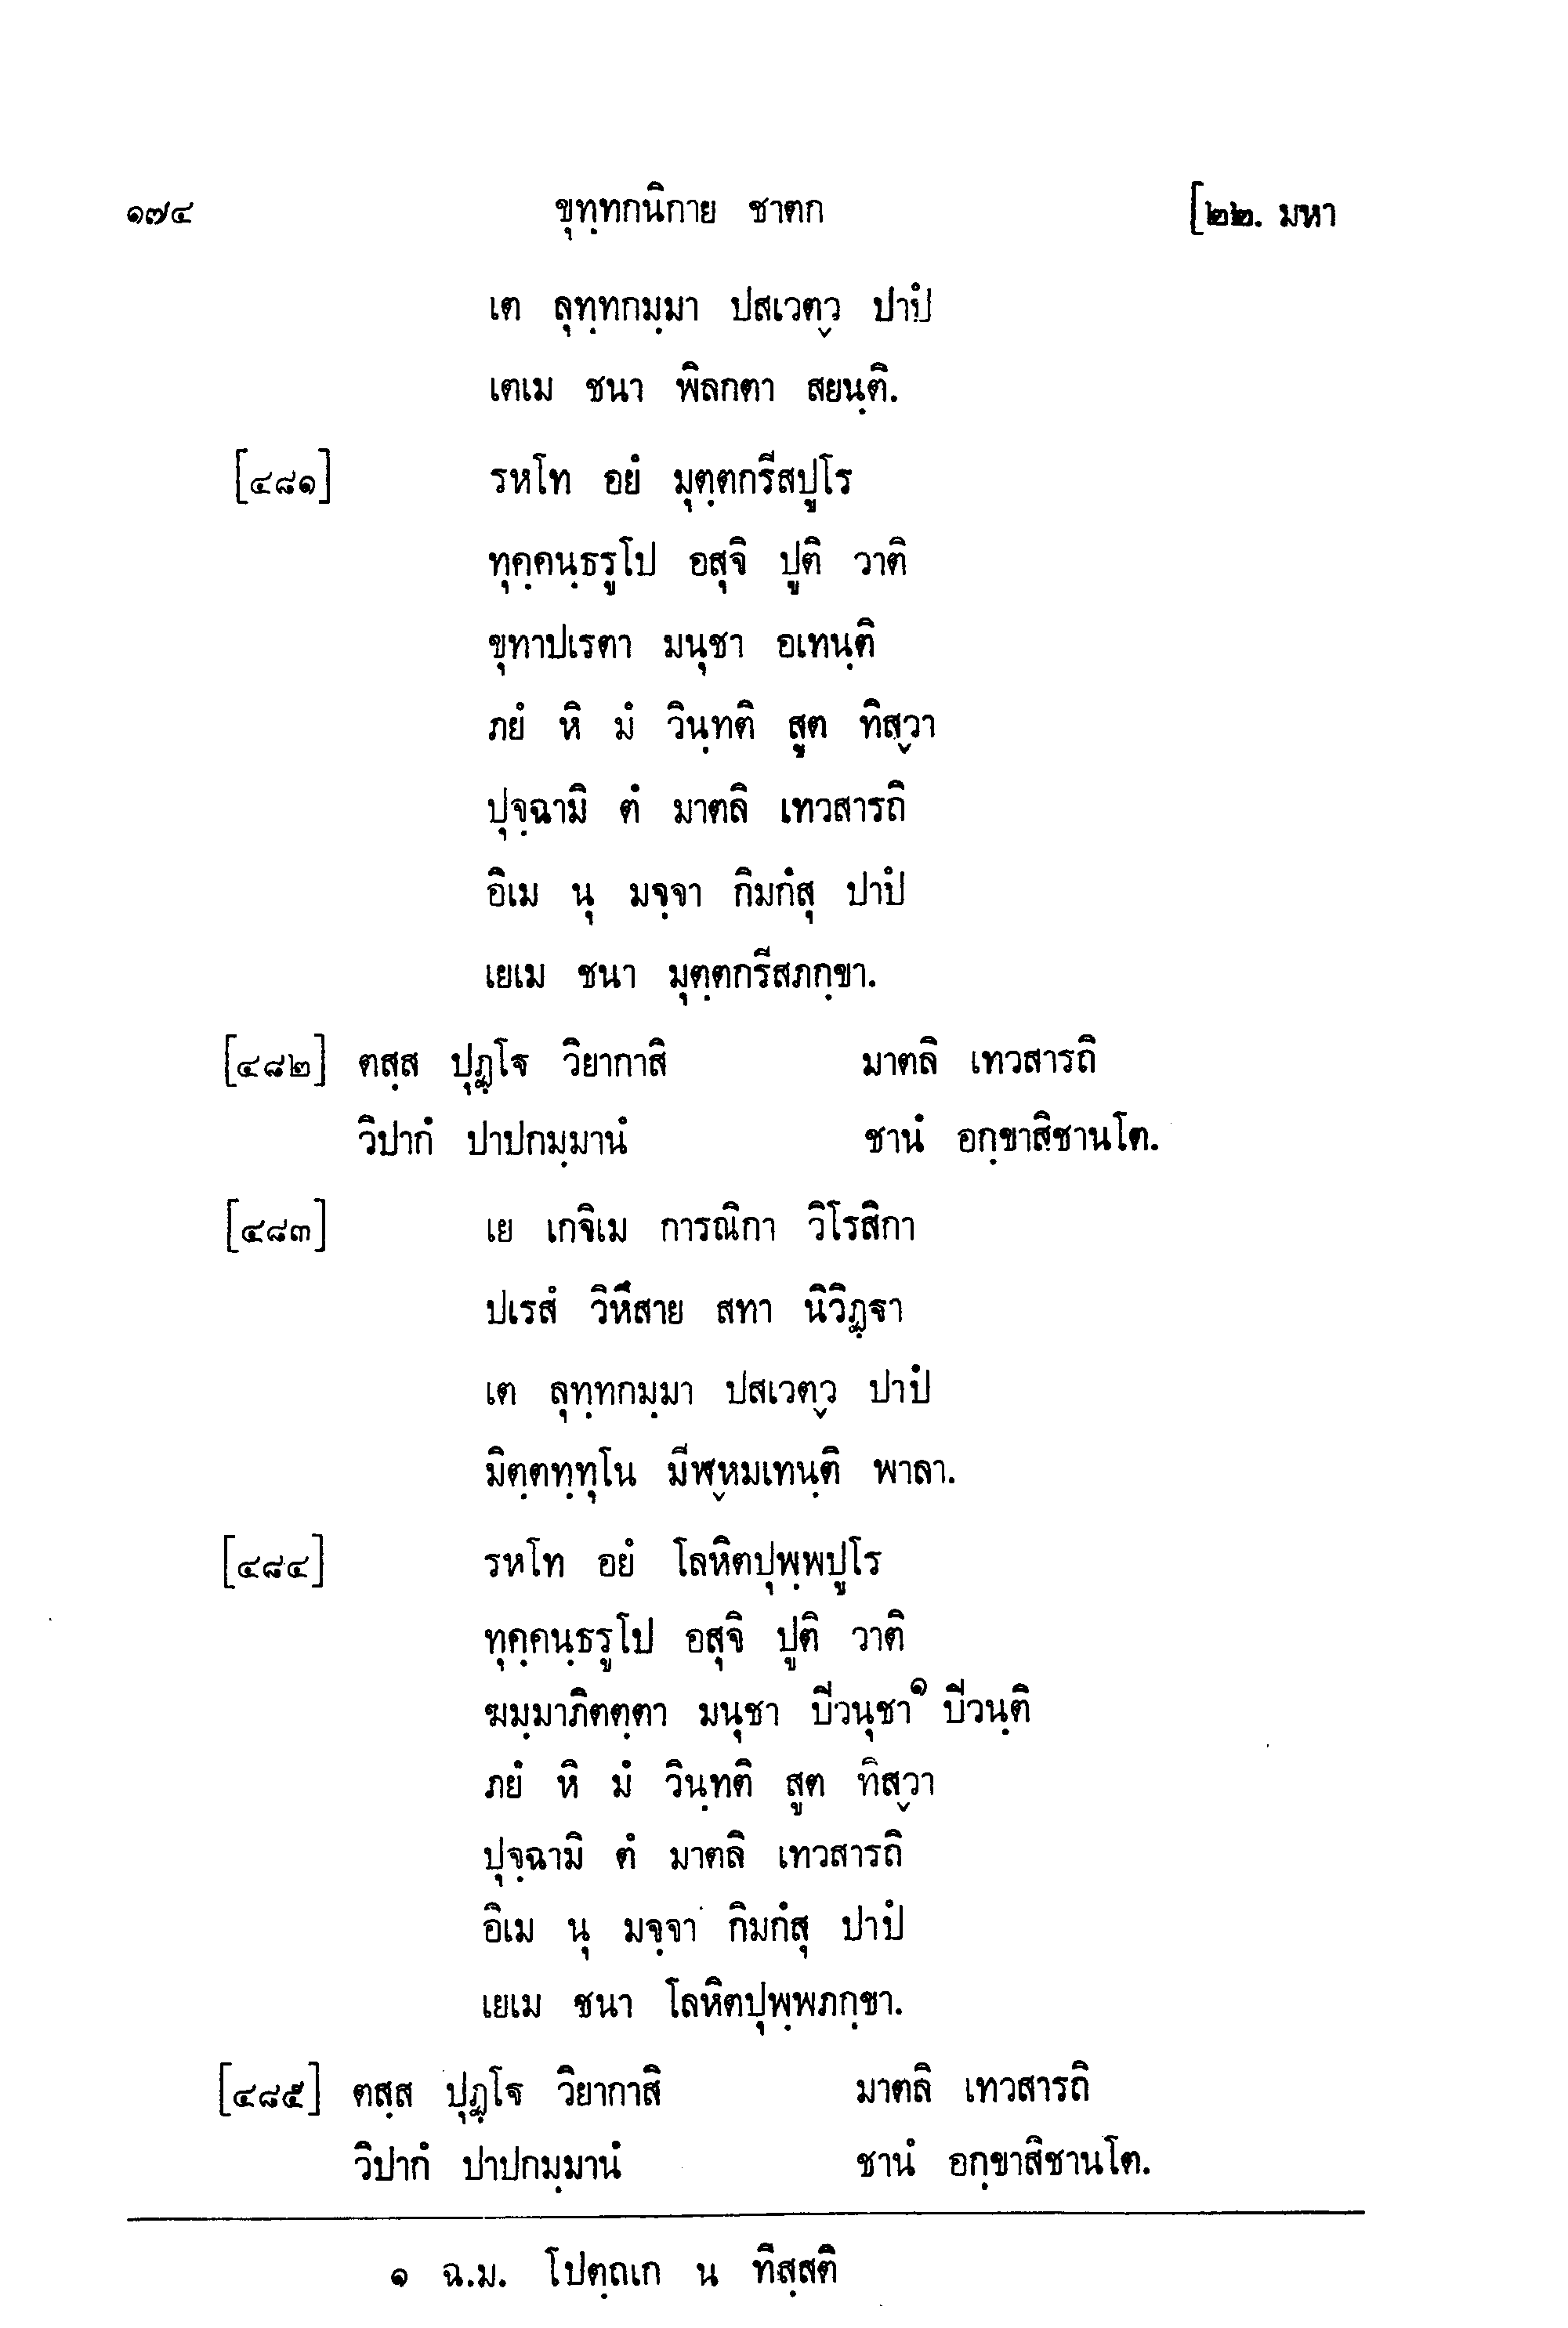 ๑๗๔ ขุทฺทกนิกาย ชาตก [๒๒. มหา
เต ลุทฺทกมฺมา ปสเวตฺว ปาปํ
เตเม ชนา พิลกตา สยนฺติ.
[๔๘๑] รหโท อยํ มุตฺตกรีสปูโร
ทุคฺคนฺธรูโป อสุจิ ปูติ วาติ
ขุทาปเรตา มนุชา อเทนฺติ
ภยํ หิ มํ วินฺทติ สูต ทิสฺวา
ปุจฺฉามิ ตํ มาตลิ เทวสารถิ
อิเม นุ มจฺจา กิมกํสุ ปาปํ
เยเม ชนา มุตฺตกรีสภกฺขา.
[๔๘๒] ตสฺส ปุฏฺโฐ วิยากาสิ มาตลิ เทวสารถิ
วิปากํ ปาปกมฺมานํ ชานํ อกฺขาสิชานโต.
[๔๘๓] เย เกจิเม การณิกา วิโรสิกา
ปเรสํ วิหึสาย สทา นิวิฏฺฐา
เต ลุทฺทกมฺมา ปสเวตฺว ปาปํ
มิตฺตทฺทุโน มีฬฺหมเทนฺติ พาลา.
[๔๘๔] รหโท อยํ โลหิตปุพฺพปูโร
ทุคฺคนฺธรูโป อสุจิ ปูติ วาติ
ฆมฺมาภิตตฺตา มนุชา บีวนุชา๑ บีวนฺติ
ภยํ หิ มํ วินฺทติ สูต ทิสฺวา
ปุจฺฉามิ ตํ มาตลิ เทวสารถิ
อิเม นุ มจฺจา กิมกํสุ ปาปํ
เยเม ชนา โลหิตปุพฺพภกฺขา.
[๔๘๕] ตสฺส ปุฏฺโฐ วิยากาสิ มาตลิ เทวสารถิ
วิปากํ ปาปกมฺมานํ ชานํ อกฺขาสิชานโต.
๑ ฉ.ม. โปตฺถเก น ทิสฺสติ